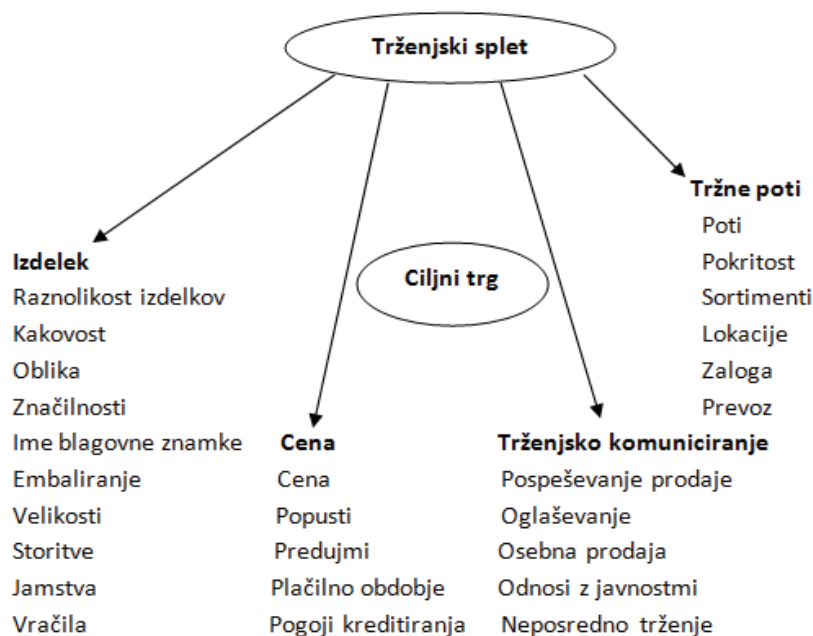 Trženjski splet
Ciljni trg
Izdelek
Raznolikost izdelkov
Kakovost
Oblika
Značilnosti
Ime blagovne znamke
Embaliranje
Velikosti
Storitve
Jamstva
Vračila
Cena
Cena
Popusti
Predujmi
Plačilno obdobje
Pogoji kreditiranja
Trženjsko komuniciranje
Pospeševanje prodaje
Oglaševanje
Osebna prodaja
Odnosi z javnostmi
Neposredno trženje
Tržne poti
Poti
Pokritost
Sortimenti
Lokacije
Zaloga
Prevoz